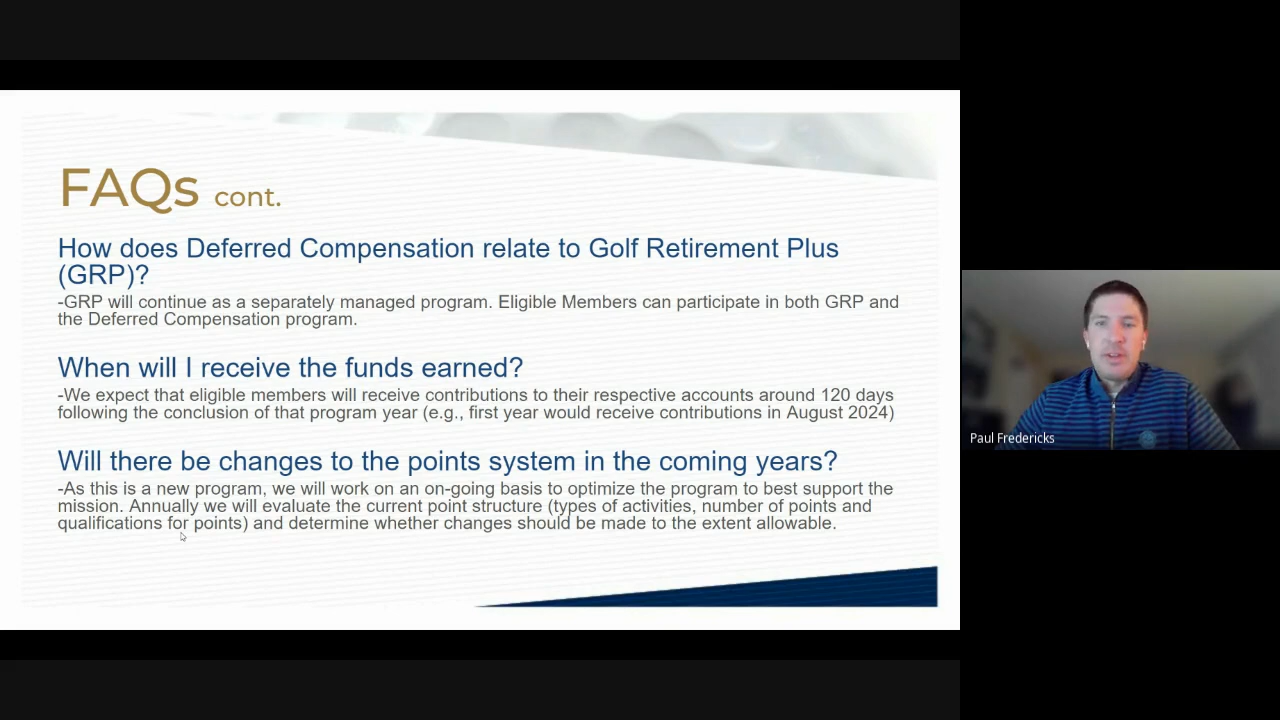 FAQs cont.
How does Deferred Compensation relate to Golf Retirement Plus
(GRP)?
-GRP will continue as a separately managed program. Eligible Members can participate in both GRP and
the Deferred Compensation program.
When will I receive the funds earned?
-We expect that eligible members will receive contributions to their respective accounts around 120 days
following the conclusion of that program year (e.g., first year would receive contributions in August 2024)
Will there be changes to the points system in the coming years?
-As this is a new program, we will work on an on-going basis to optimize the program to best support the
mission. Annually we will evaluate the current point structure (types of activities, number of points and
qualifications for points) and determine whether changes should be made to the extent allowable.
Paul Fredericks